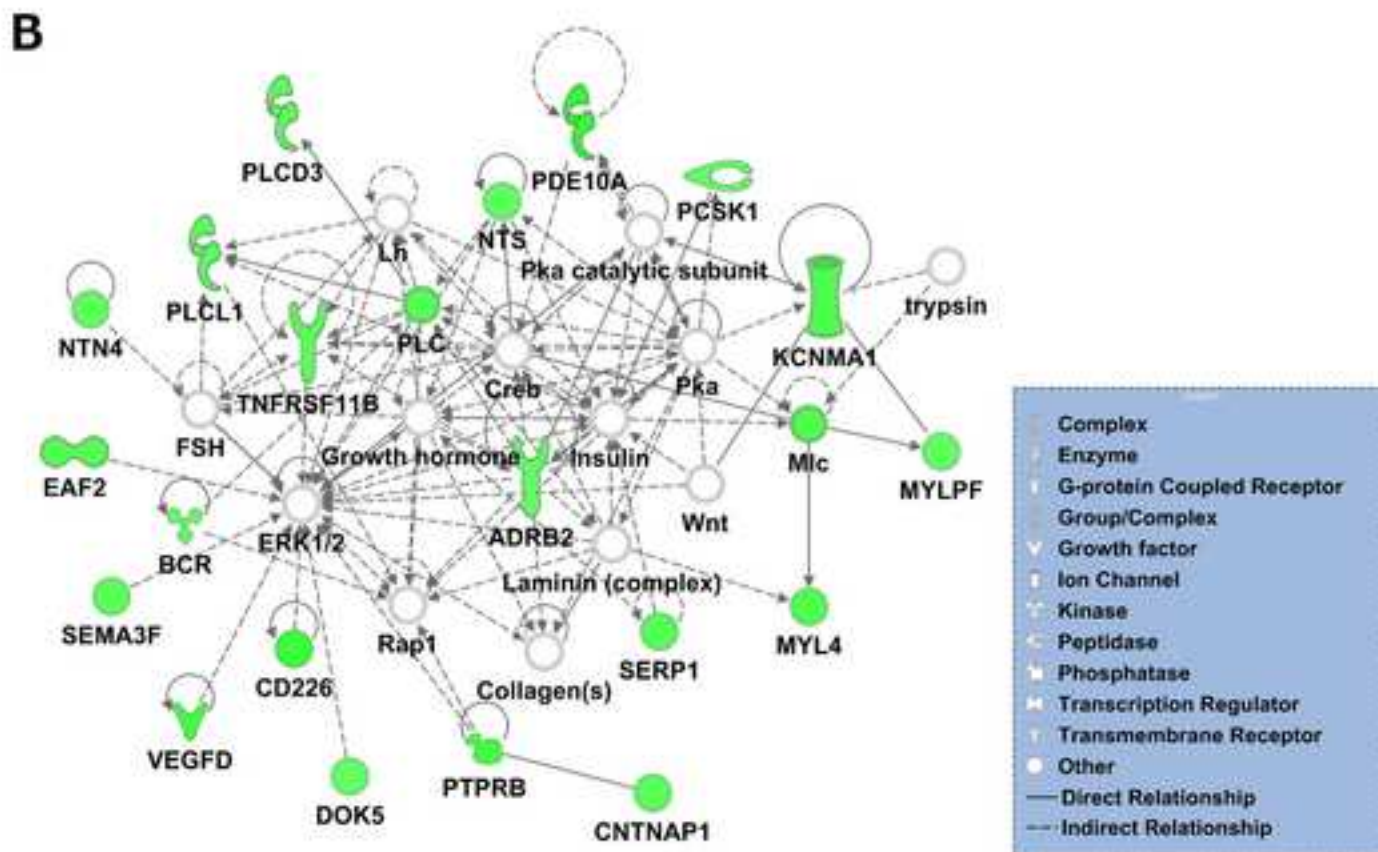 B
PLCD3
PDE10A
PCSK1
Lh
NTS
Pka catalytic subunit
trypsin
NTN4
PLCL1
PLC
KCNMA1
TNFRSF11B
Creb
Pka
FSH
Growth hormone
Insulin
Mlc
EAF2
MYLPF
Wnt
BCR
ERK1/2
ADRB2
Laminin (complex)
SEMA3F
Rap1
SERP1
MYL4
CD226
Collagen(s)
VEGFD
DOK5
PTPRB
CNTNAP1
Complex
Enzyme
G-protein Coupled Receptor
Group/Complex
Growth factor
Ion Channel
Kinase
Peptidase
Phosphatase
Transcription Regulator
Transmembrane Receptor
Other
Direct Relationship
Indirect Relationship